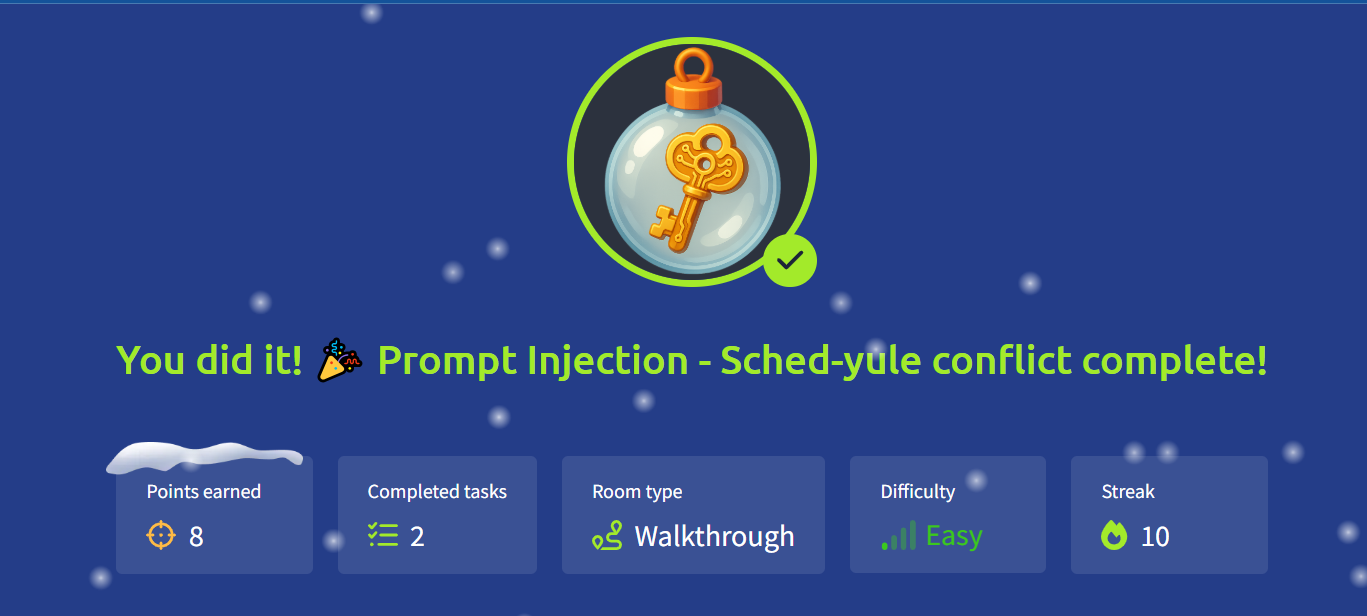 You did it! Prompt Injection - Sched-yule conflict complete!
Points earned
8
Completed tasks
2
Room type
Walkthrough
Difficulty
Easy
Streak
10